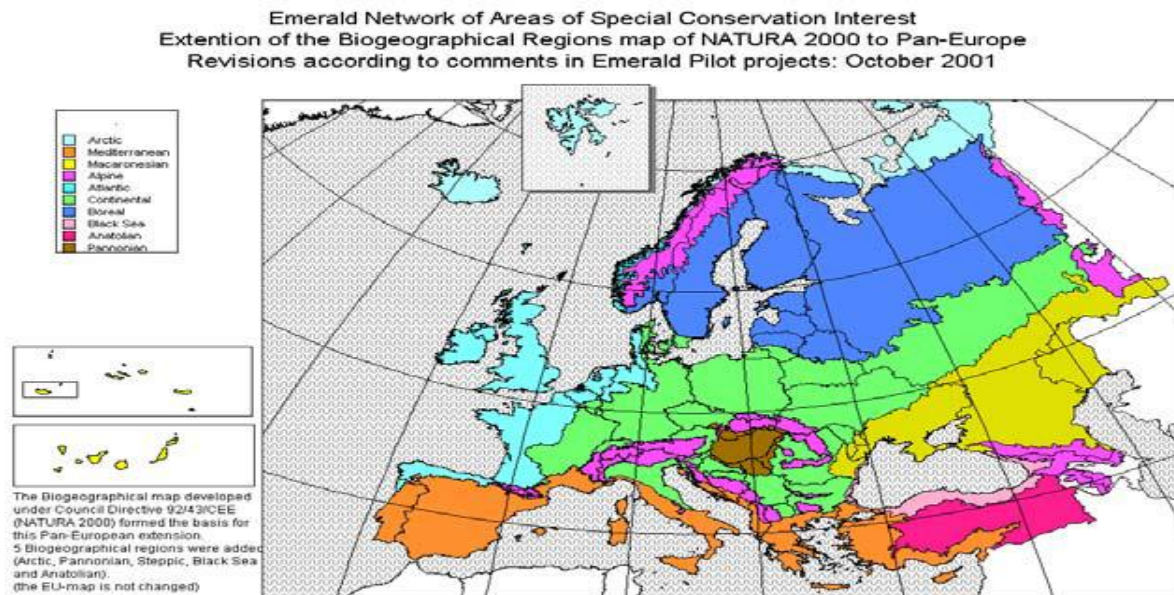 Emerald Network of Areas of Special Conservation Interest
Extention of the Biogeographical Regions map of NATURA 2000 to Pan-Europe
Revisions according to comments in Emerald Pilot projects: October 2001
Arctic
Mediterranean
Macaronesian
Alpine
Atlantic
Continental
Boreal
Black Sea
Anatolian
Pannonian
The Biogeographical map developed
under Council Directive 92/43/CEE
(NATURA 2000) formed the basis for
this Pan-European extension.
5 Biogeographical regions were added
(Arctic, Pannonian, Steppic, Black Sea
and Anatolian).
(the EU-map is not changed)